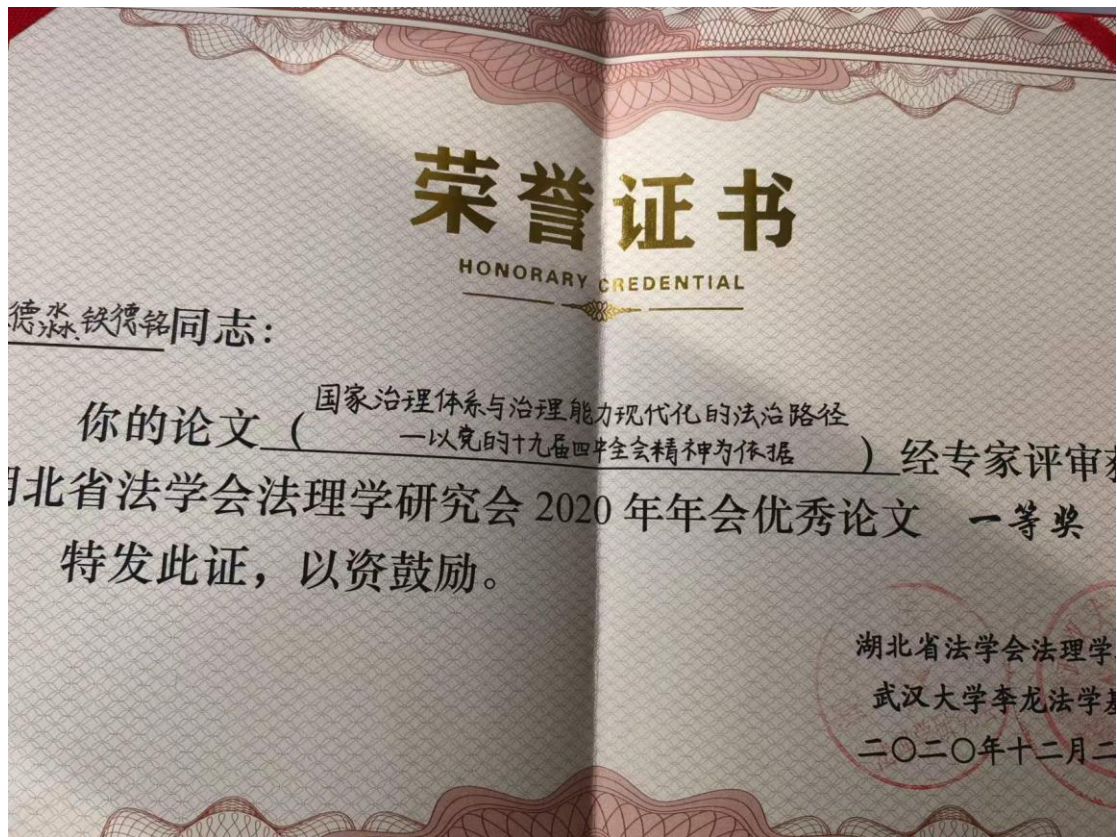 荣誉证书
HONORARY CREDENTIAL
德淼、铁德铭同志：
国家治理体系与治理能力现代化的法治路径
你的论文（—以党的十九届四中全会精神为依据）经专家评审
北省法学会法理学研究会 2020 年年会优秀论文 一等奖
特发此证，以资鼓励。
湖北省法学会法理学
武汉大学李龙法学
二〇二〇年十二月二